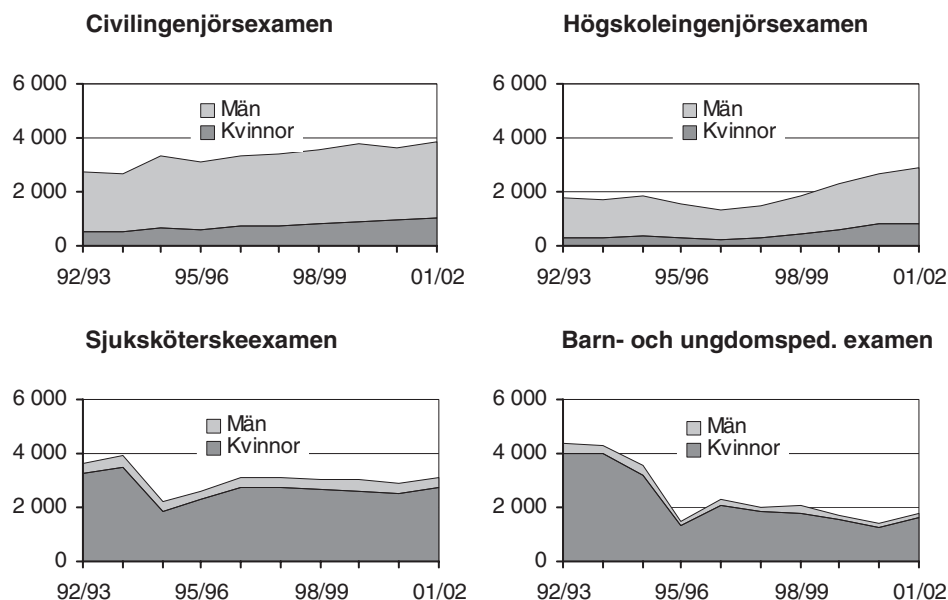 Civilingenjörsexamen
6 000
4 000
2 000
0
Män
Kvinnor
92/93 95/96 98/99 01/02
Högskoleingenjörsexamen
6 000
4 000
2 000
0
Män
Kvinnor
92/93 95/96 98/99 01/02
Sjuksköterskeexamen
6 000
4 000
2 000
0
Män
Kvinnor
92/93 95/96 98/99 01/02
Barn- och ungdomsped. examen
6 000
4 000
2 000
0
Män
Kvinnor
92/93 95/96 98/99 01/02